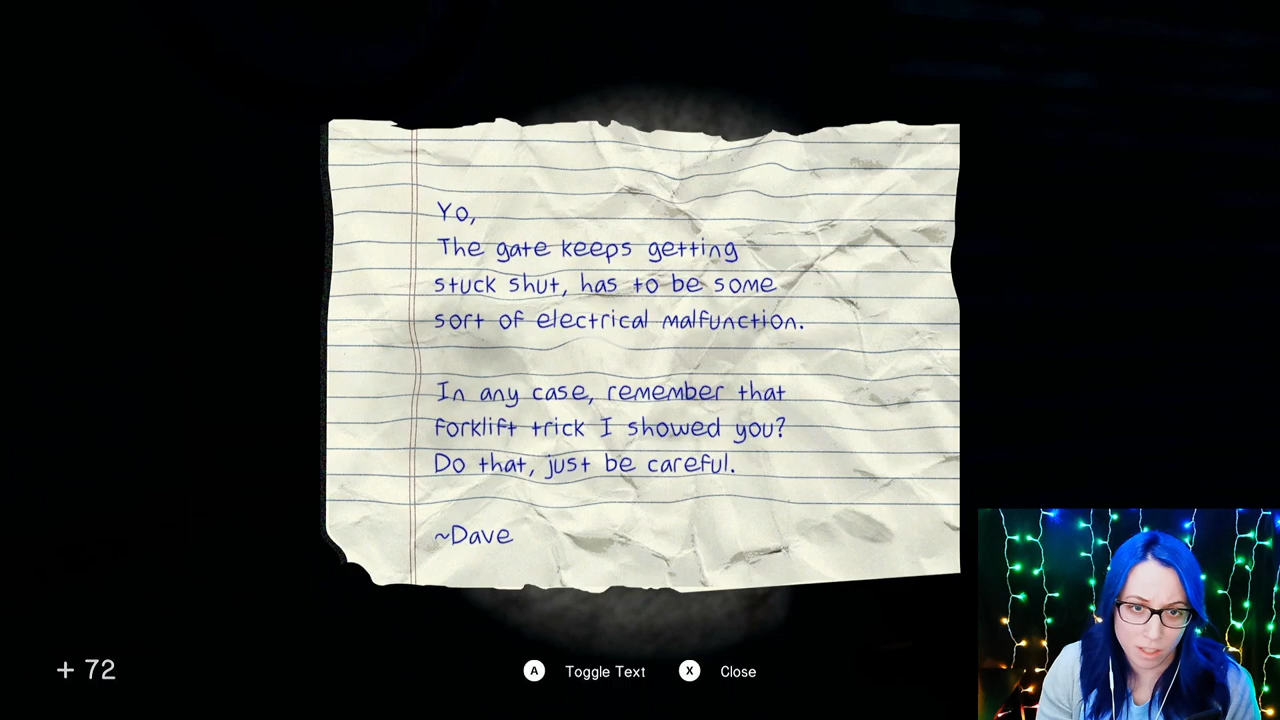 Yo,
The gate keeps getting
stuck shut, has to be some
sort of electrical malfunction.
In any case, remember that
forklift trick I showed you?
Do that, just be careful.
~Dave
+ 72
A Toggle Text X Close